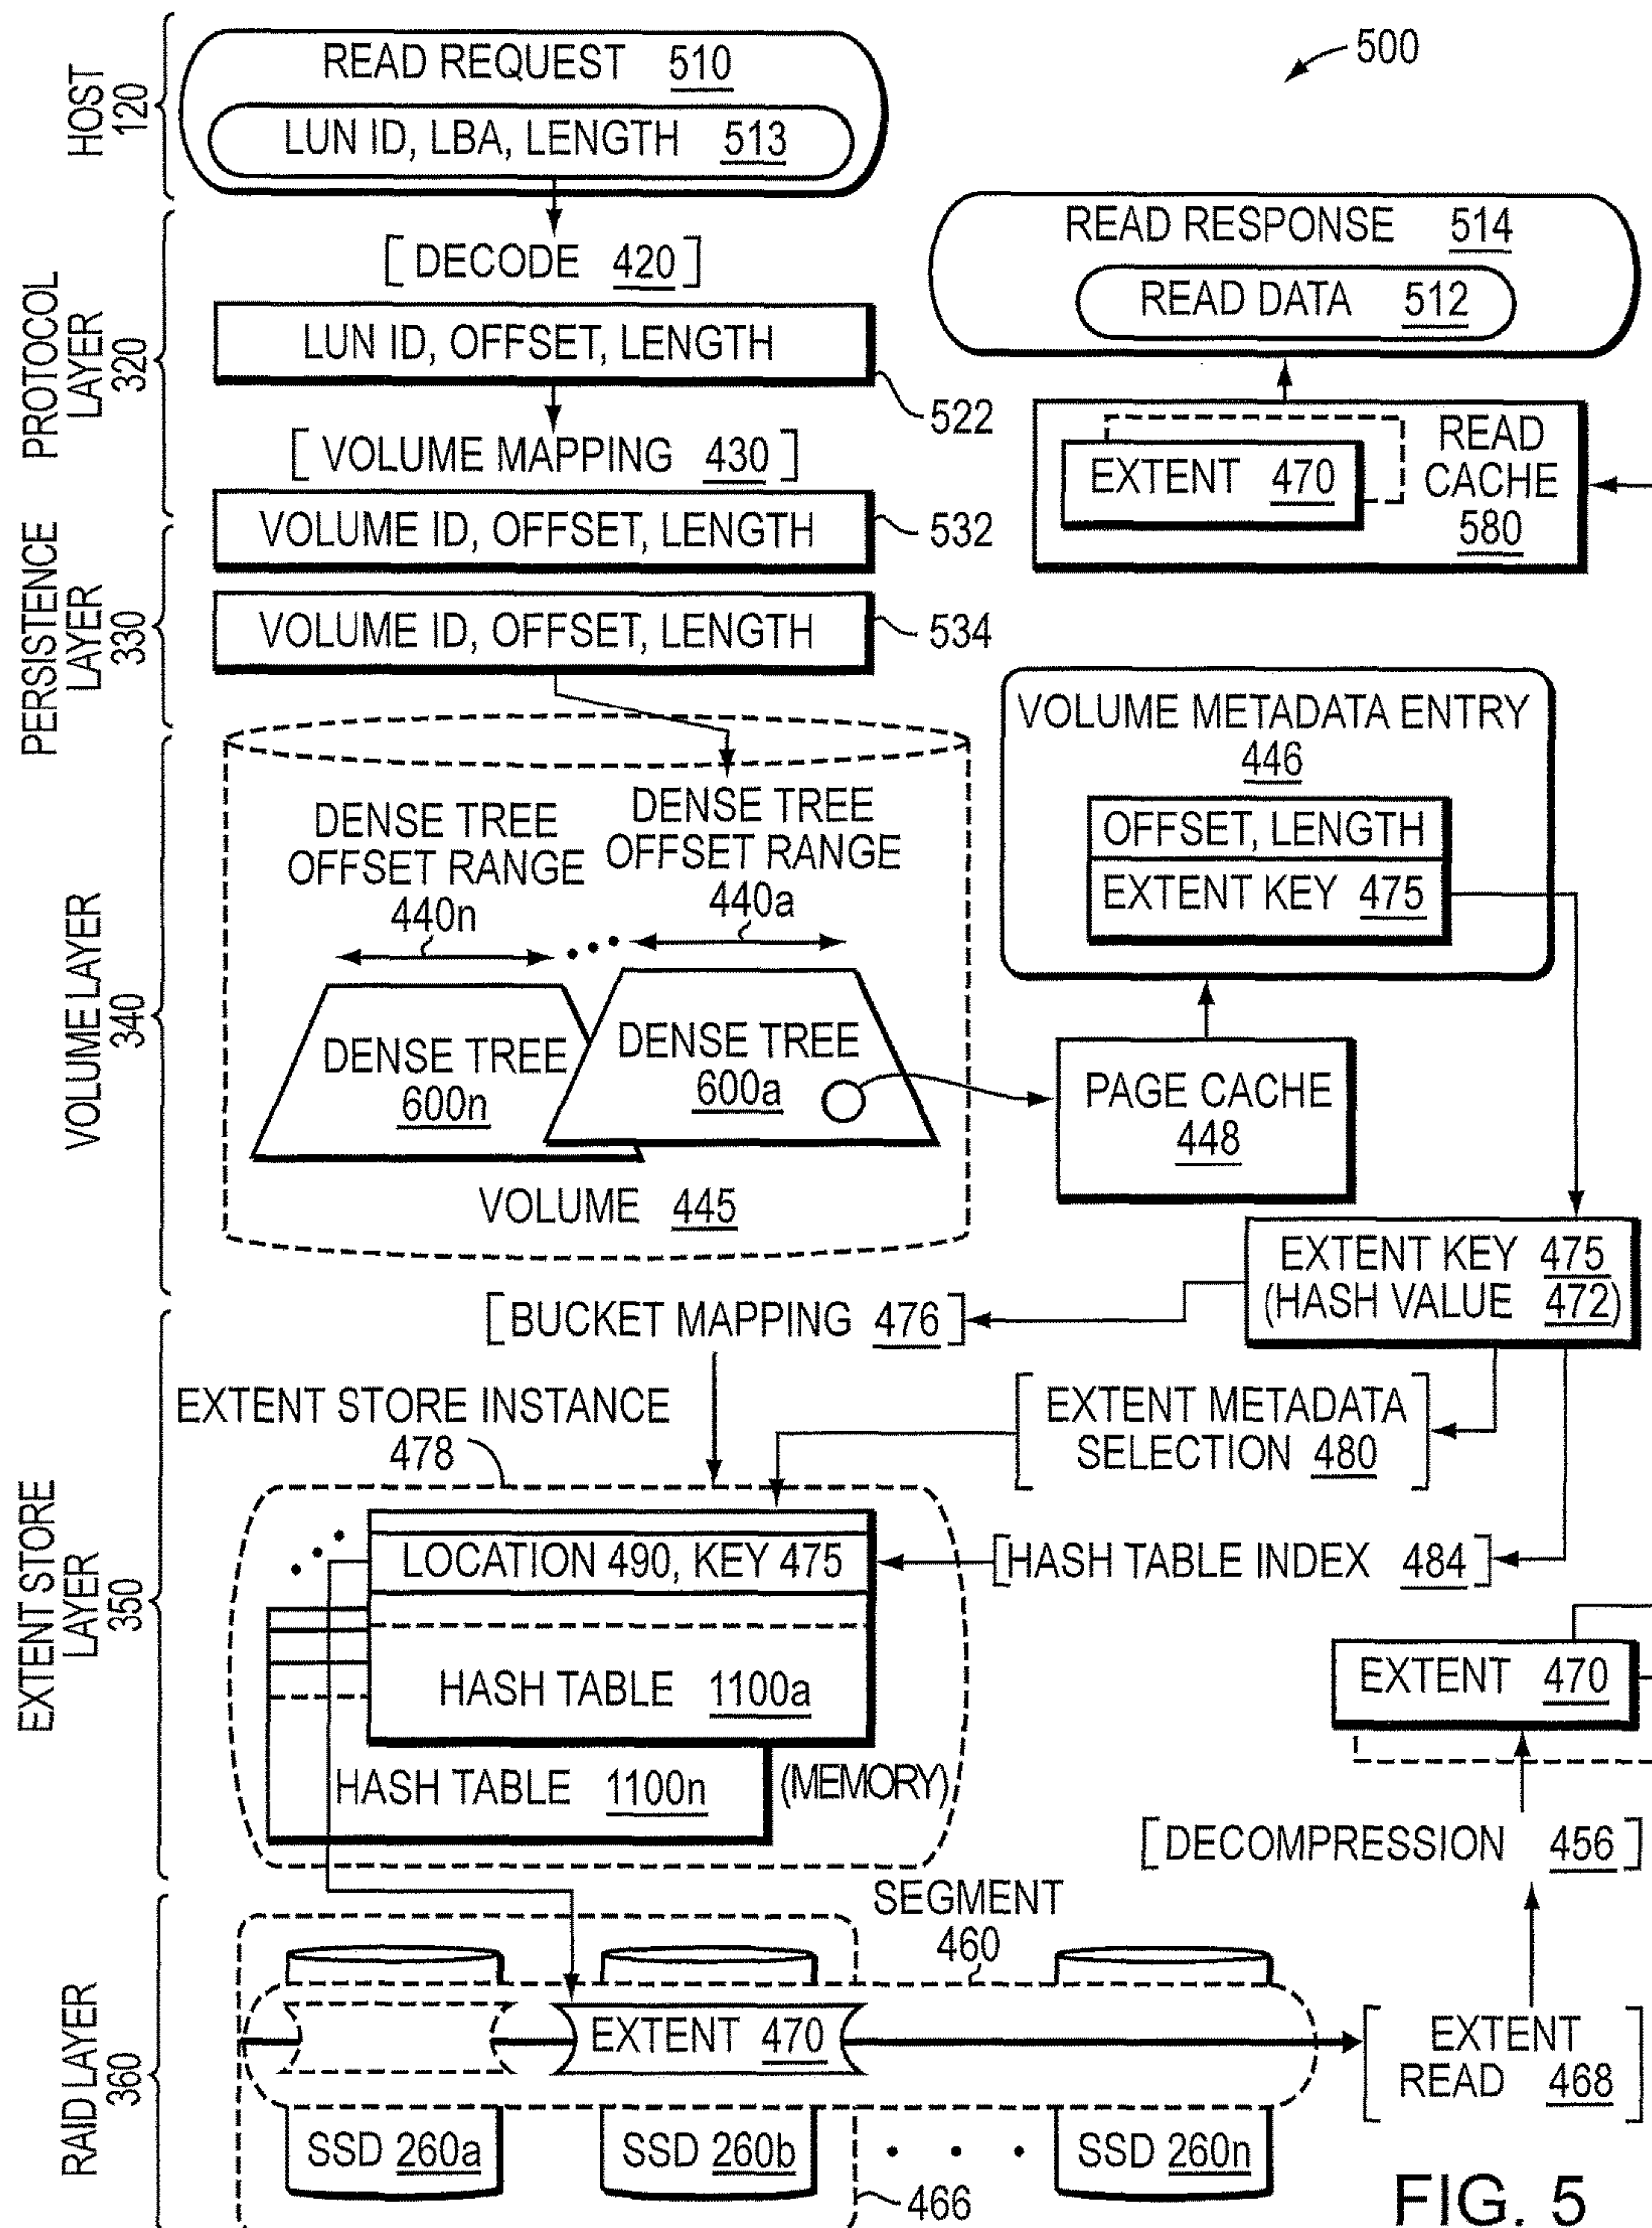 500
HOST
120
READ REQUEST 510
LUN ID, LBA, LENGTH 513
PROTOCOL
LAYER
320
[DECODE 420]
LUN ID, OFFSET, LENGTH
522
[VOLUME MAPPING 430]
VOLUME ID, OFFSET, LENGTH
532
READ RESPONSE 514
READ DATA 512
EXTENT 470
READ
CACHE
580
PERSISTENCE
LAYER
330
VOLUME ID, OFFSET, LENGTH
534
VOLUME LAYER
340
DENSE TREE
OFFSET RANGE
440n
DENSE TREE
OFFSET RANGE
440a
DENSE TREE
600n
DENSE TREE
600a
VOLUME 445
VOLUME METADATA ENTRY
446
OFFSET, LENGTH
EXTENT KEY 475
PAGE CACHE
448
EXTENT KEY 475
(HASH VALUE 472)
EXTENT STORE
LAYER
350
[BUCKET MAPPING 476]
EXTENT STORE INSTANCE
478
[EXTENT METADATA
SELECTION 480]
LOCATION 490, KEY 475
[HASH TABLE INDEX 484]
HASH TABLE 1100a
HASH TABLE 1100n
(MEMORY)
EXTENT 470
[DECOMPRESSION 456]
RAID LAYER
360
SEGMENT
460
EXTENT 470
[EXTENT
READ 468]
SSD 260a
SSD 260b
. . .
SSD 260n
466
FIG. 5